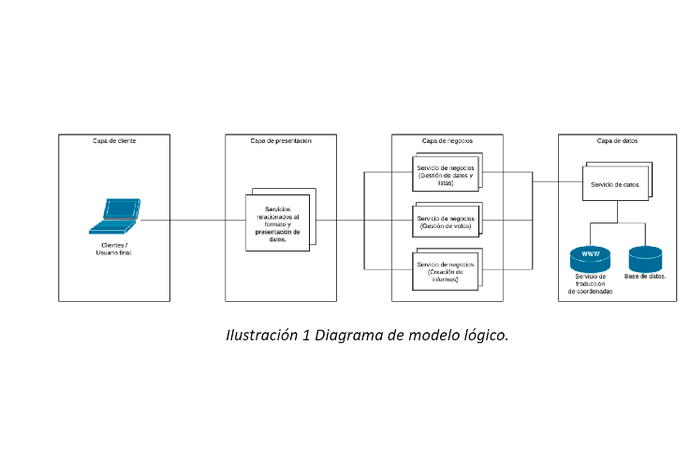 Capa de cliente
Clientes /
Usuario final.
Capa de presentación
Servicios
relacionados al
formato y
presentación de
datos.
Capa de negocios
Servicio de negocios
(Gestión de datos y
listas)
Servicio de negocios
(Gestión de votos)
Servicio de negocios
(Creación de
informes)
Capa de datos
Servicio de datos.
WWW
Servicio de
traducción
de coordenadas
Base de datos.
Ilustración 1 Diagrama de modelo lógico.